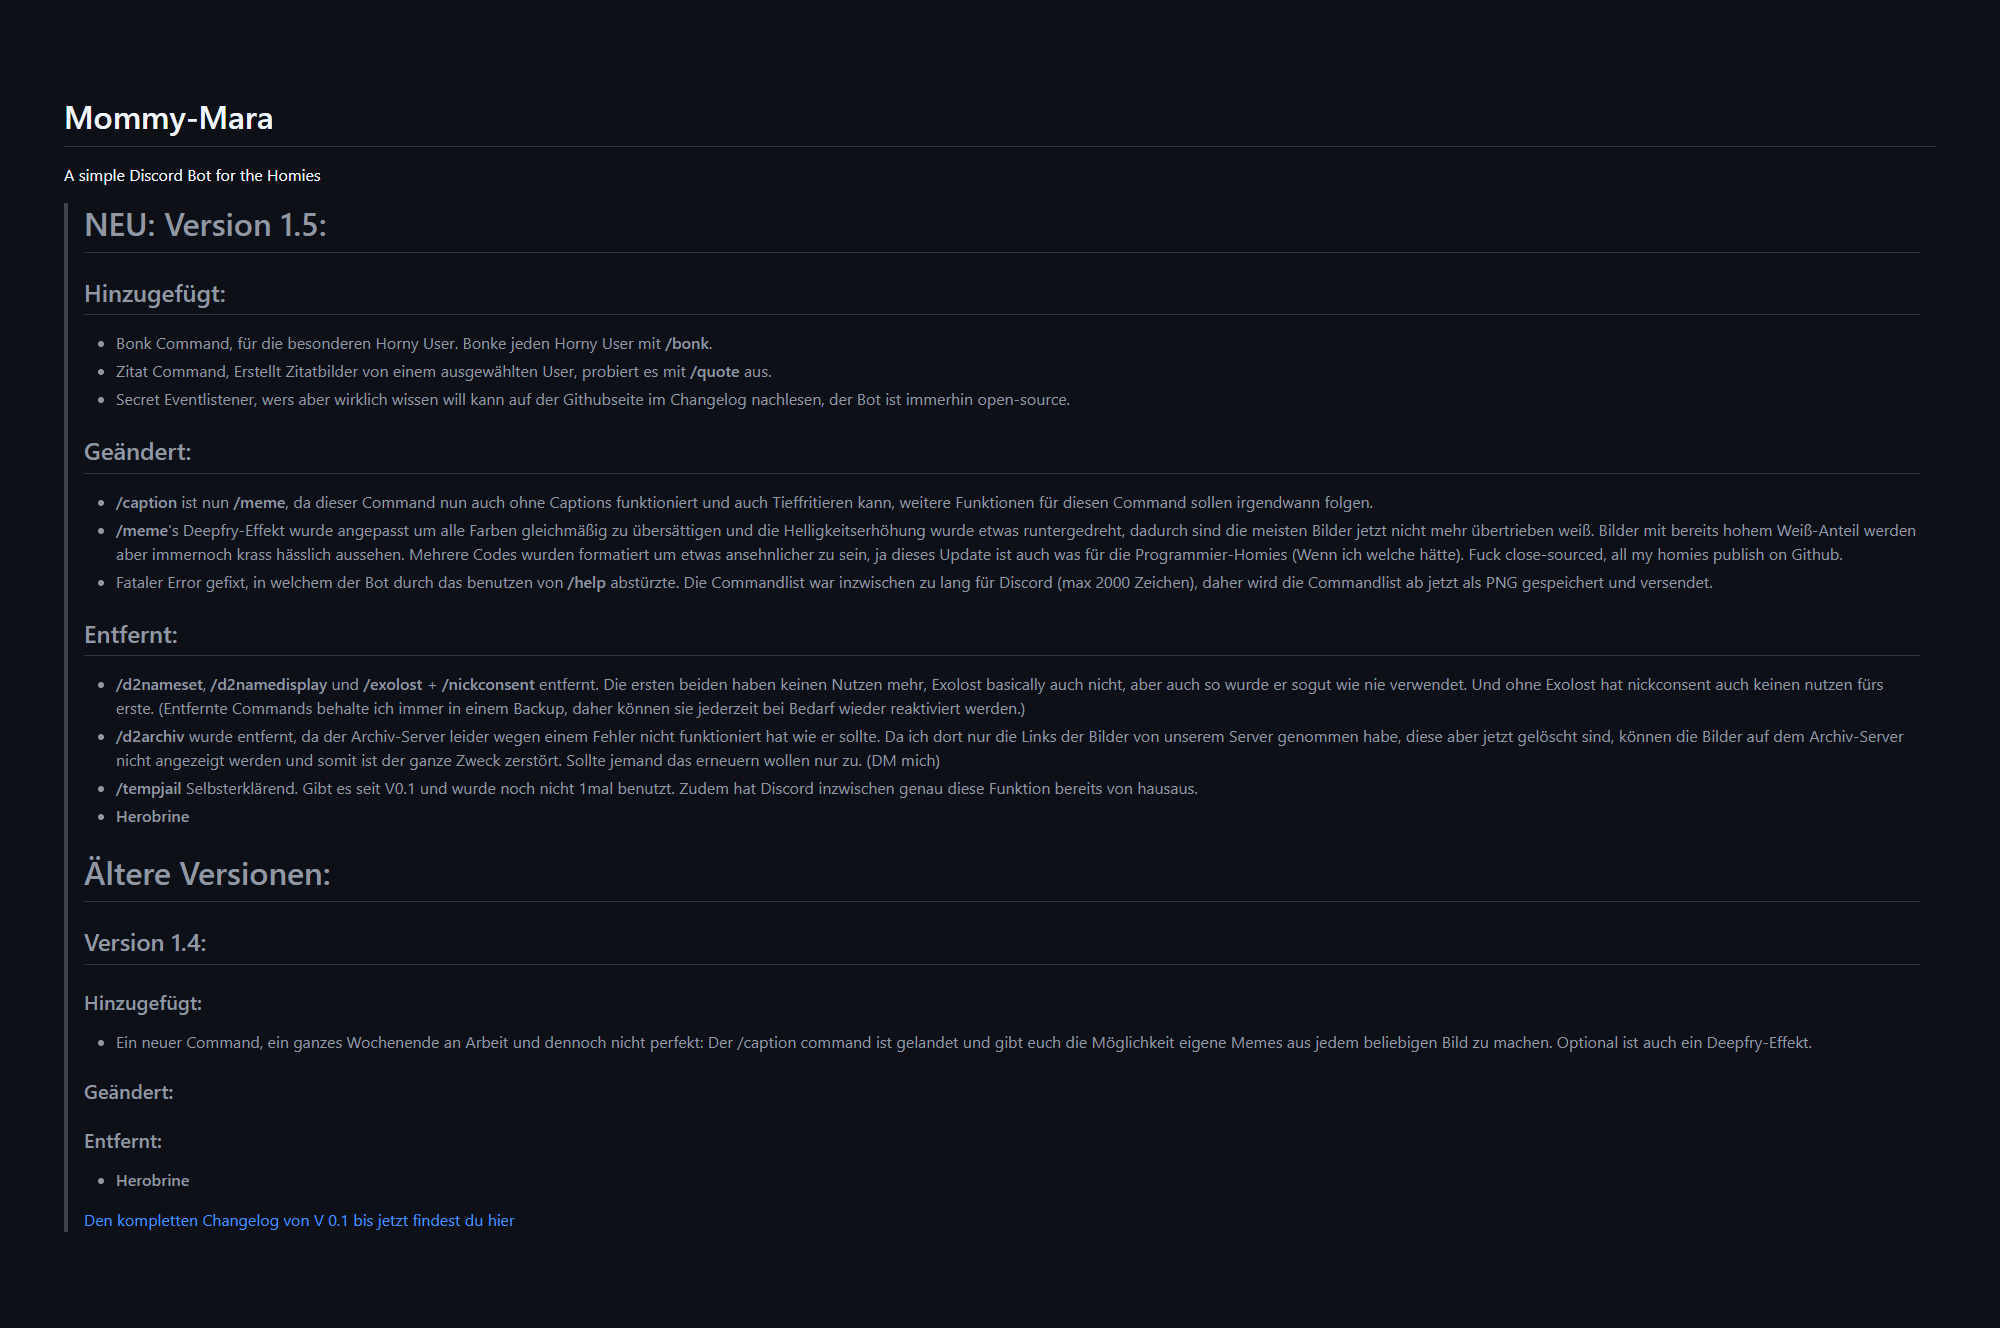 Mommy-Mara
A simple Discord Bot for the Homies
NEU: Version 1.5:
Hinzugefügt:
Bonk Command, für die besonderen Horny User. Bonke jeden Horny User mit /bonk.
Zitat Command, Erstellt Zitatbilder von einem ausgewählten User, probiert es mit /quote aus.
Secret Eventlistener, wers aber wirklich wissen will kann auf der Githubseite im Changelog nachlesen, der Bot ist immerhin open-source.
Geändert:
/caption ist nun /meme, da dieser Command nun auch ohne Captions funktioniert und auch Tieffritieren kann, weitere Funktionen für diesen Command sollen irgendwann folgen.
/meme's Deepfry-Effekt wurde angepasst um alle Farben gleichmäßig zu übersättigen und die Helligkeitserhöhung wurde etwas runtergedreht, dadurch sind die meisten Bilder jetzt nicht mehr übertrieben weiß. Bilder mit bereits hohem Weiß-Anteil werden
aber immernoch krass hässlich aussehen. Mehrere Codes wurden formatiert um etwas ansehnlicher zu sein, ja dieses Update ist auch was für die Programmier-Homies (Wenn ich welche hätte). Fuck close-sourced, all my homies publish on Github.
Fataler Error gefixt, in welchem der Bot durch das benutzen von /help abstürzte. Die Commandlist war inzwischen zu lang für Discord (max 2000 Zeichen), daher wird die Commandlist ab jetzt als PNG gespeichert und versendet.
Entfernt:
/d2nameset, /d2namedisplay und /exolost + /nickconsent entfernt. Die ersten beiden haben keinen Nutzen mehr, Exolost basically auch nicht, aber auch so wurde er sogut wie nie verwendet. Und ohne Exolost hat nickconsent auch keinen nutzen fürs
erste. (Entfernte Commands behalte ich immer in einem Backup, daher können sie jederzeit bei Bedarf wieder reaktiviert werden.)
/d2archiv wurde entfernt, da der Archiv-Server leider wegen einem Fehler nicht funktioniert hat wie er sollte. Da ich dort nur die Links der Bilder von unserem Server genommen habe, diese aber jetzt gelöscht sind, können die Bilder auf dem Archiv-Server
nicht angezeigt werden und somit ist der ganze Zweck zerstört. Sollte jemand das erneuern wollen nur zu. (DM mich)
/tempjail Selbsterklärend. Gibt es seit V0.1 und wurde noch nicht 1mal benutzt. Zudem hat Discord inzwischen genau diese Funktion bereits von hausaus.
Herobrine
Ältere Versionen:
Version 1.4:
Hinzugefügt:
Ein neuer Command, ein ganzes Wochenende an Arbeit und dennoch nicht perfekt: Der /caption command ist gelandet und gibt euch die Möglichkeit eigene Memes aus jedem beliebigen Bild zu machen. Optional ist auch ein Deepfry-Effekt.
Geändert:
Entfernt:
Herobrine
Den kompletten Changelog von V 0.1 bis jetzt findest du hier